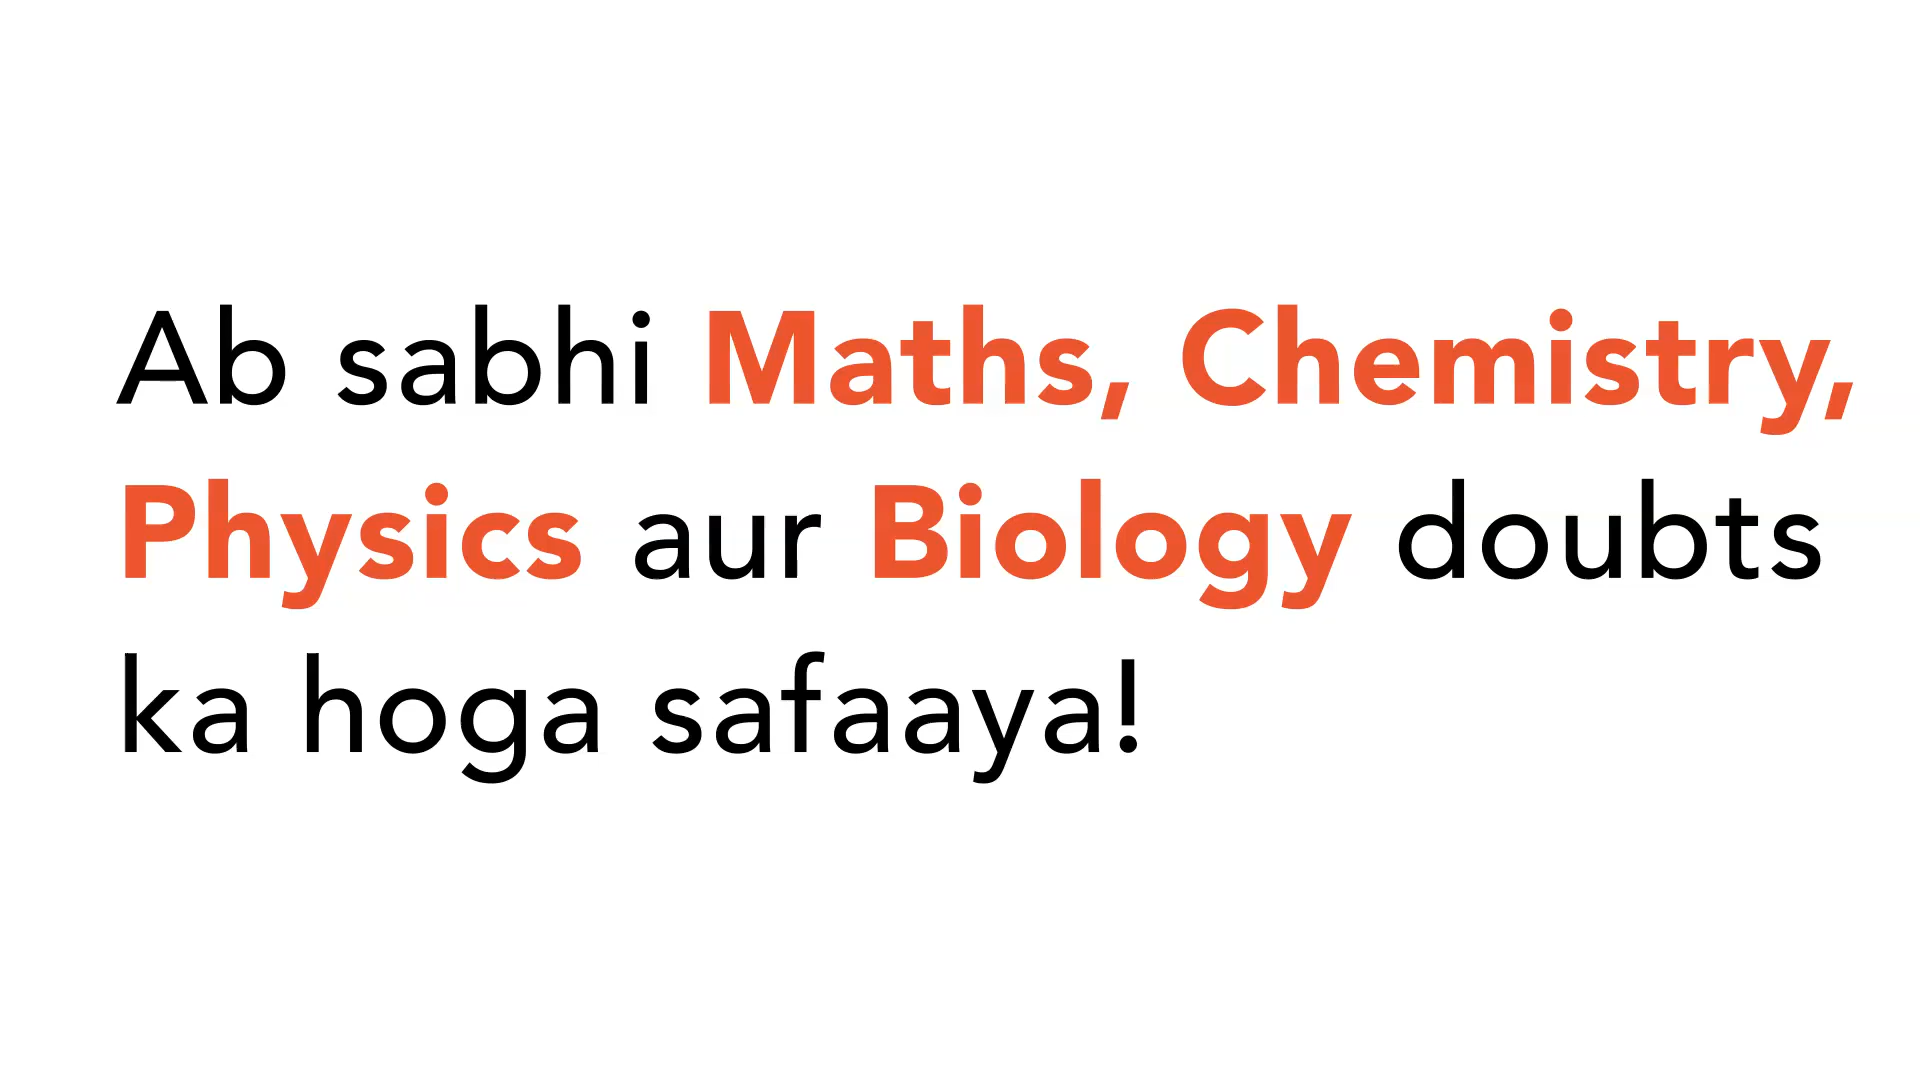 Ab sabhi Maths, Chemistry,
Physics aur Biology doubts
ka hoga safaaya!